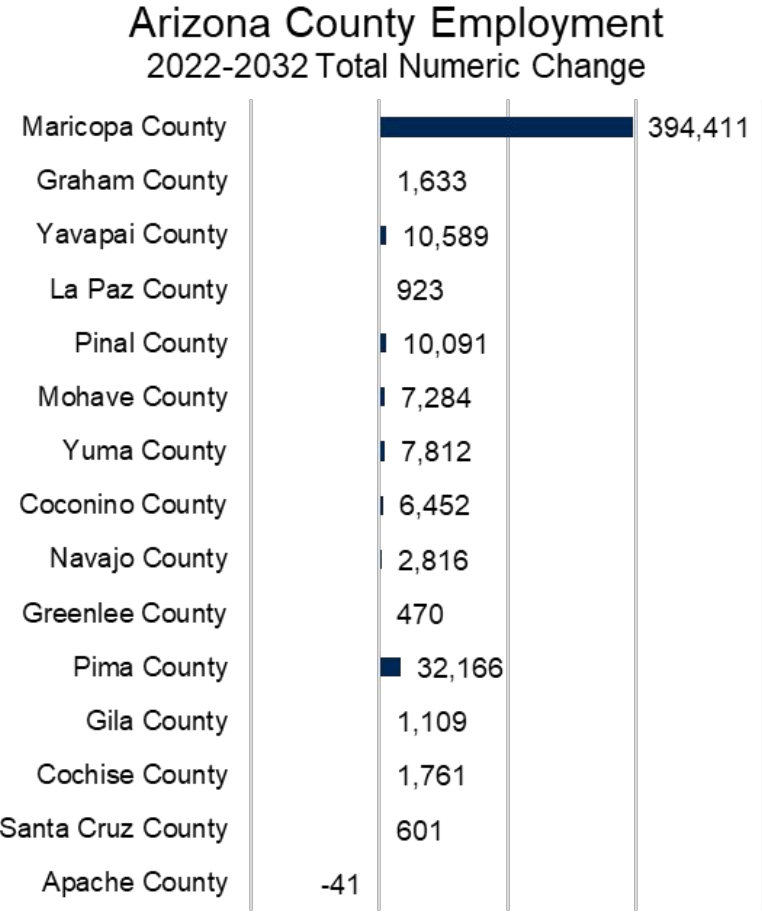 Arizona County Employment
2022-2032 Total Numeric Change
Maricopa County 394,411
Graham County 1,633
Yavapai County 10,589
La Paz County 923
Pinal County 10,091
Mohave County 7,284
Yuma County 7,812
Coconino County 6,452
Navajo County 2,816
Greenlee County 470
Pima County 32,166
Gila County 1,109
Cochise County 1,761
Santa Cruz County 601
Apache County -41